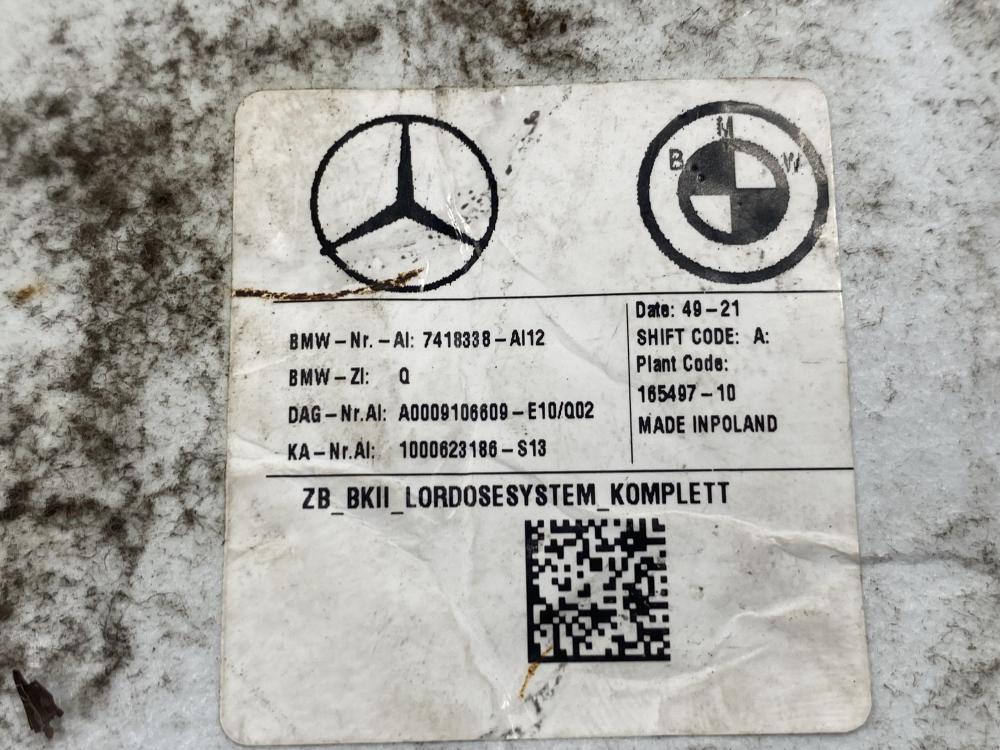 B M W
BMW-Nr.-AI: 7418338-AI12
BMW-ZI: Q
DAG-Nr.AI: A0009106609-E10/Q02
KA-Nr.AI: 1000623186-S13
Date: 49-21
SHIFT CODE: A:
Plant Code:
165497-10
MADE INPOLAND
ZB_BKII_LORDOSESYSTEM_KOMPLETT